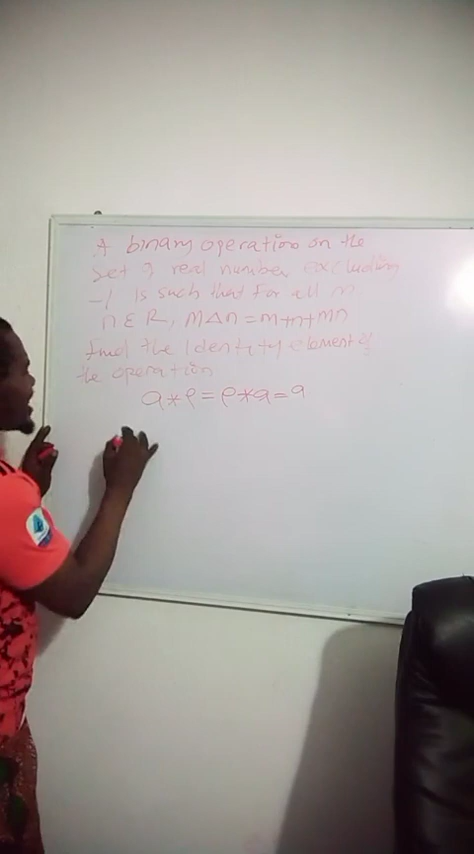 A binary operation on the
set of real number excluding
-1 is such that for all m
n ∈ R, m∆n = m+n+mn
find the Identity element of
the operation
a*e = e*a = a